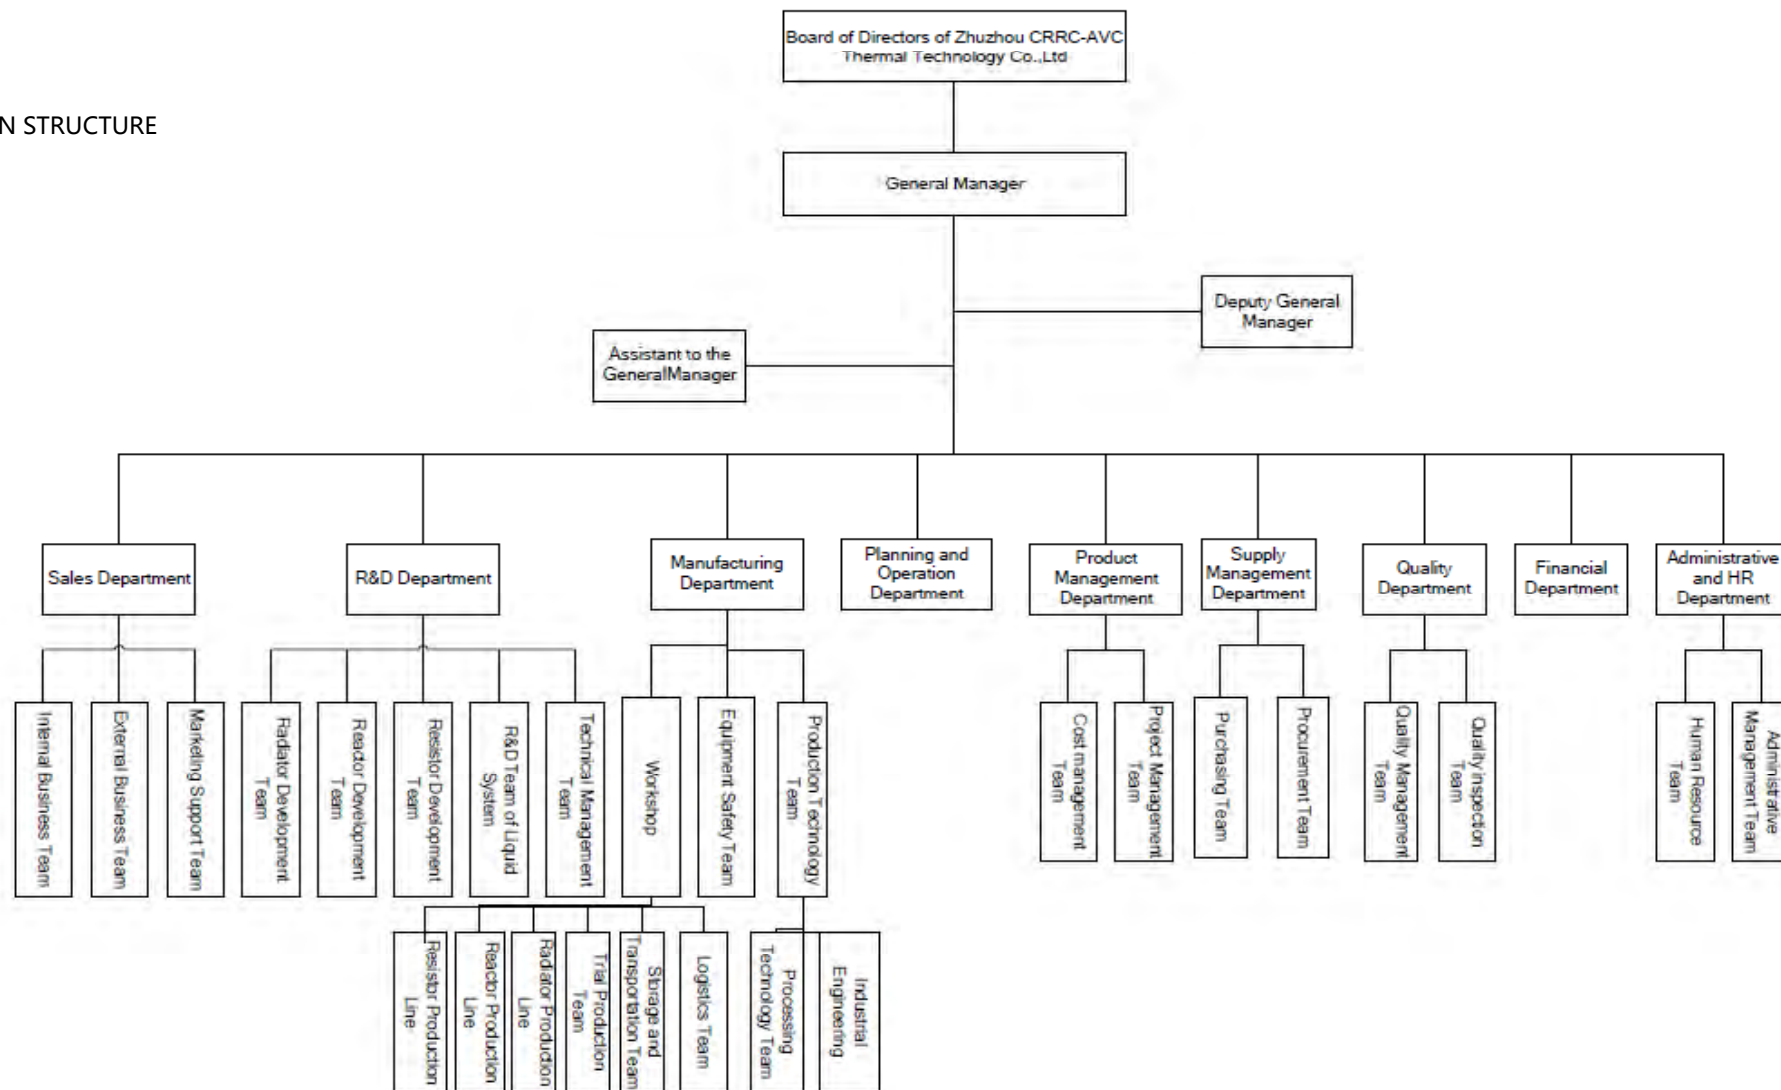 Board of Directors of Zhuzhou CRRC-AVC
Thermal Technology Co.,Ltd
N STRUCTURE
General Manager
Deputy General
Manager
Assistant to the
GeneralManager
Sales Department
R&D Department
Manufacturing
Department
Planning and
Operation
Department
Product
Management
Department
Supply
Management
Department
Quality
Department
Financial
Department
Administrative
and HR
Department
Internal Business Team
External Business Team
Marketing Support Team
Radiator Development
Team
Reactor Development
Team
Resistor Development
Team
R&D Team of Liquid
System
Technical Management
Team
Workshop
Equipment Safety Team
Production Technology
Team
Cost management
Team
Project Management
Team
Purchasing Team
Procurement Team
Quality Management
Team
Quality inspection
Team
Human Resource
Team
Administrative
Management Team
Resistor Production
Line
Reactor Production
Line
Radiator Production
Line
Trial Production
Team
Storage and
Transportation Team
Logistics Team
Processing
Technology Team
Industrial
Engineering